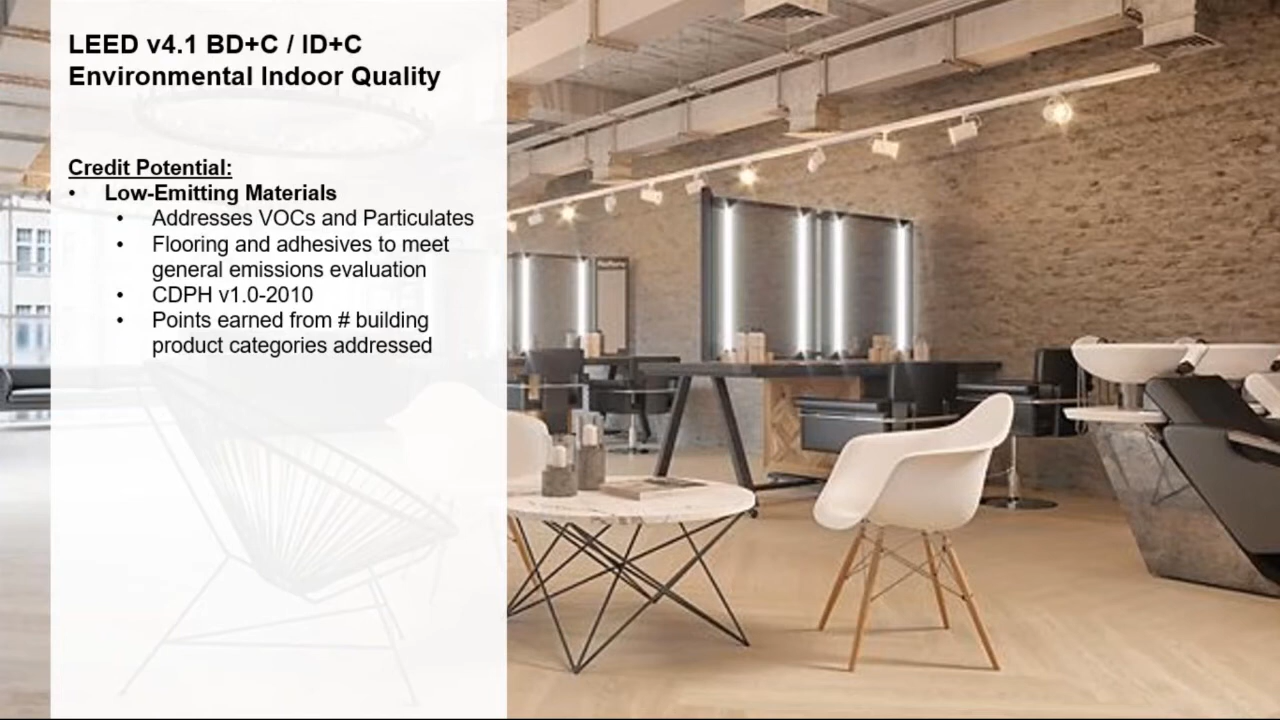 LEED v4.1 BD+C / ID+C
Environmental Indoor Quality
Credit Potential:
• Low-Emitting Materials
• Addresses VOCs and Particulates
• Flooring and adhesives to meet
general emissions evaluation
• CDPH v1.0-2010
• Points earned from # building
product categories addressed